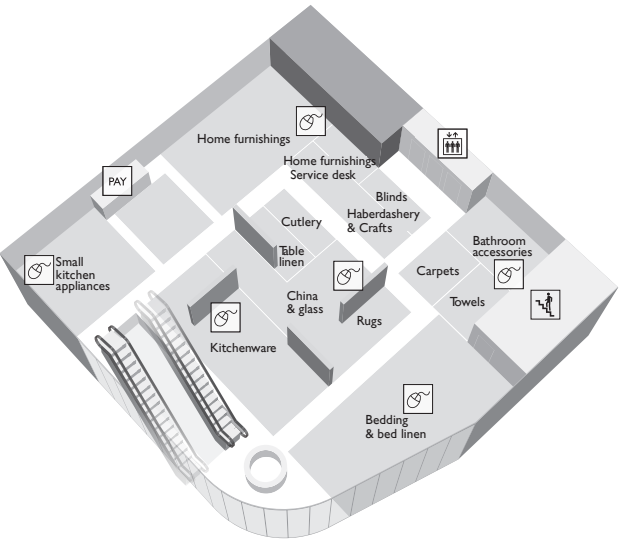 Home furnishings
Home furnishings
Service desk
PAY
Blinds
Haberdashery
& Crafts
Cutlery
Table
linen
Bathroom
accessories
Small
kitchen
appliances
Carpets
China
& glass
Towels
Rugs
Kitchenware
Bedding
& bed linen